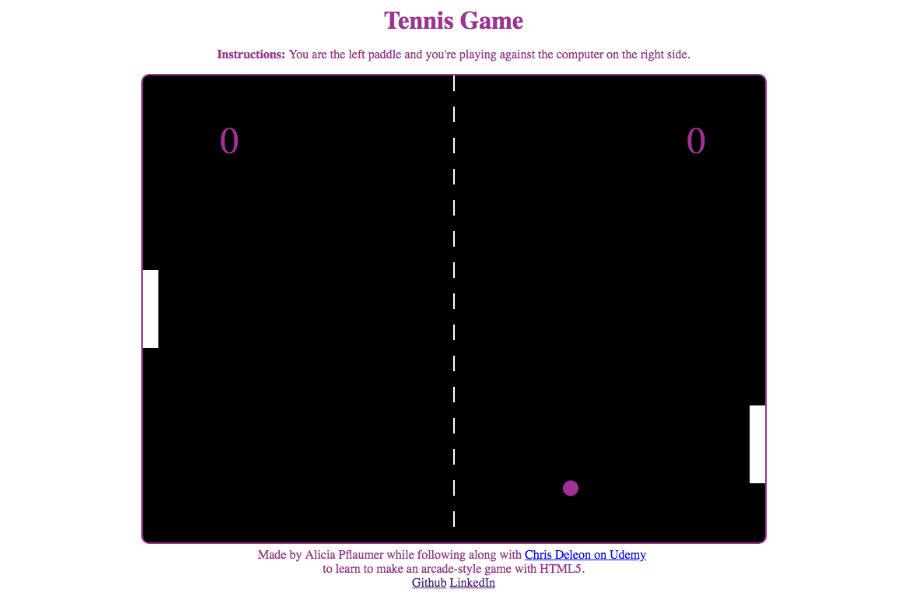 Tennis Game
Instructions: You are the left paddle and you're playing against the computer on the right side.
0 0
Made by Alicia Pflaumer while following along with Chris Deleon on Udemy
to learn to make an arcade-style game with HTML5.
Github LinkedIn